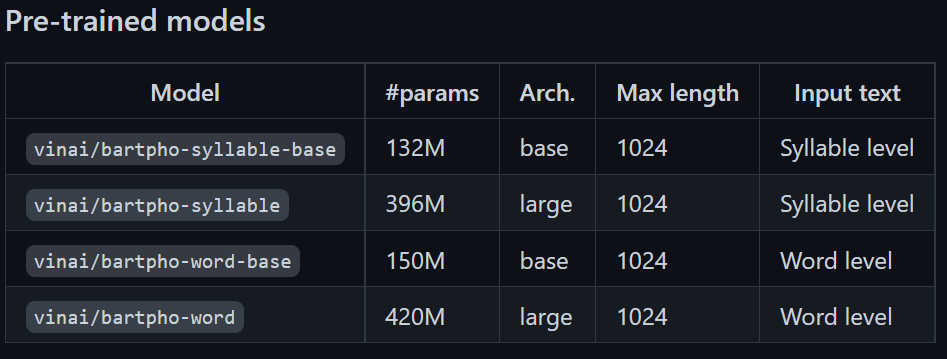 Pre-trained models
Model #params Arch. Max length Input text
vinai/bartpho-syllable-base 132M base 1024 Syllable level
vinai/bartpho-syllable 396M large 1024 Syllable level
vinai/bartpho-word-base 150M base 1024 Word level
vinai/bartpho-word 420M large 1024 Word level